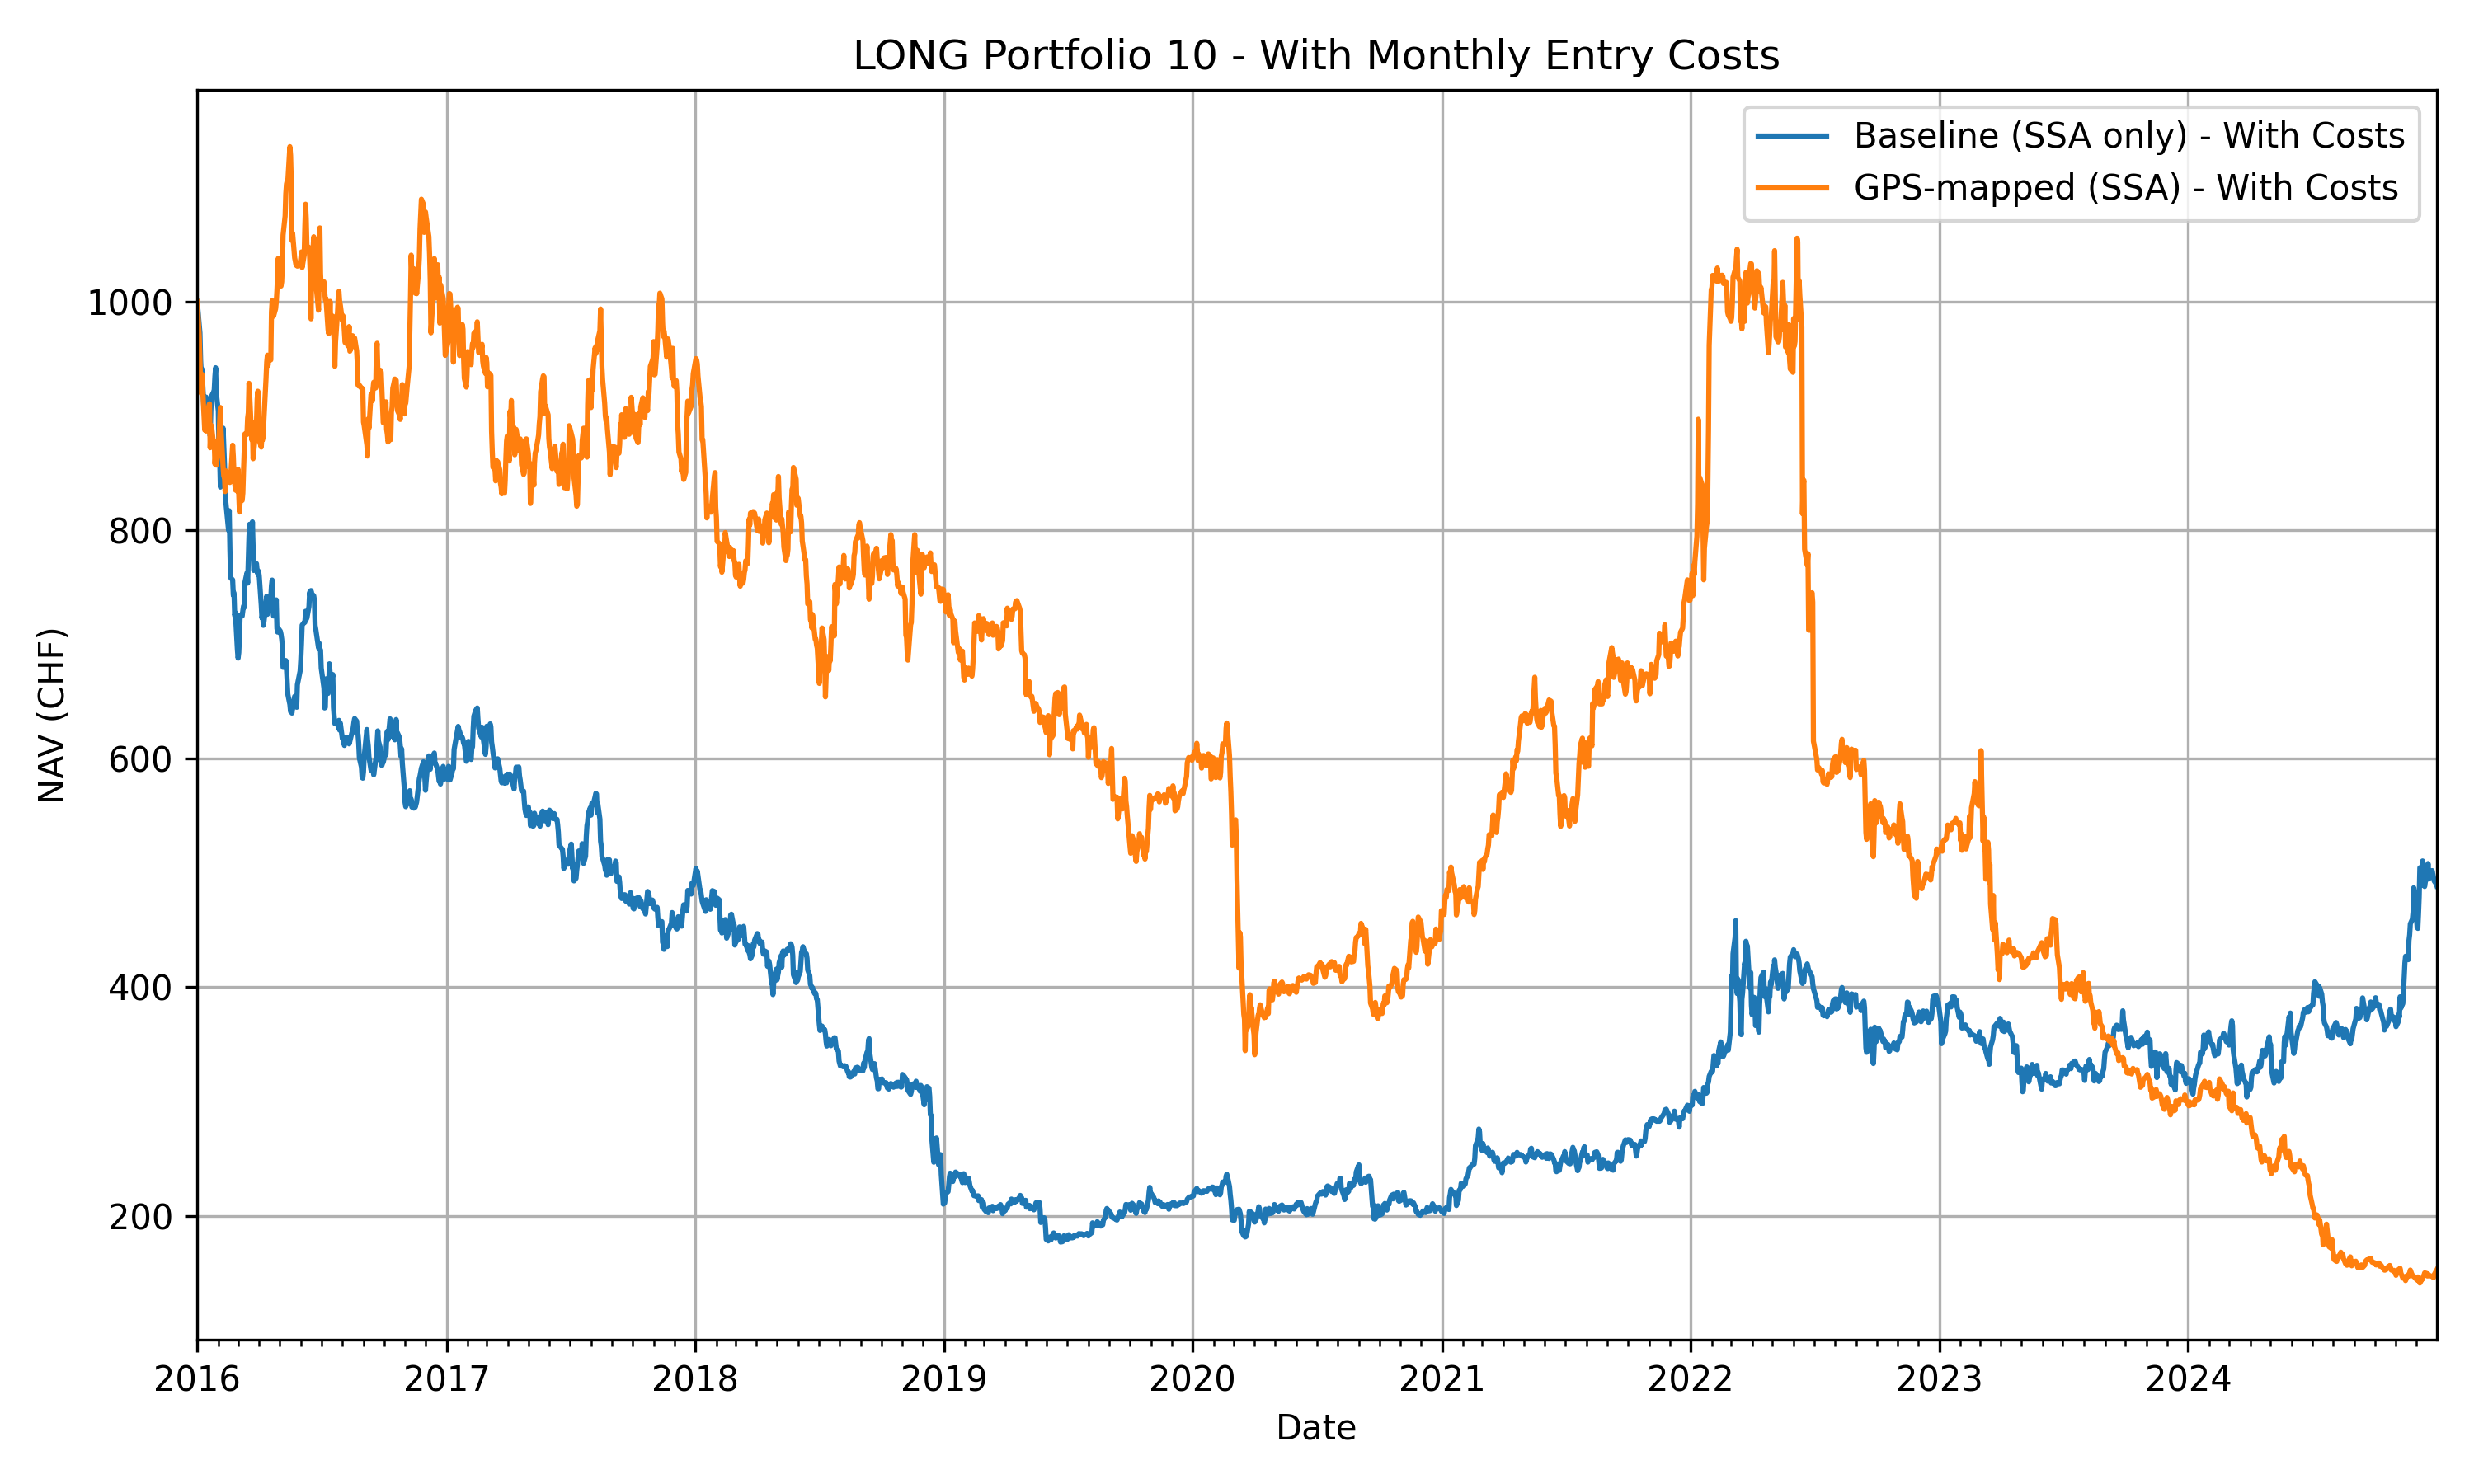 LONG Portfolio 10 - With Monthly Entry Costs
Baseline (SSA only) - With Costs
GPS-mapped (SSA) - With Costs
NAV (CHF)
1000
800
600
400
200
2016 2017 2018 2019 2020 2021 2022 2023 2024
Date